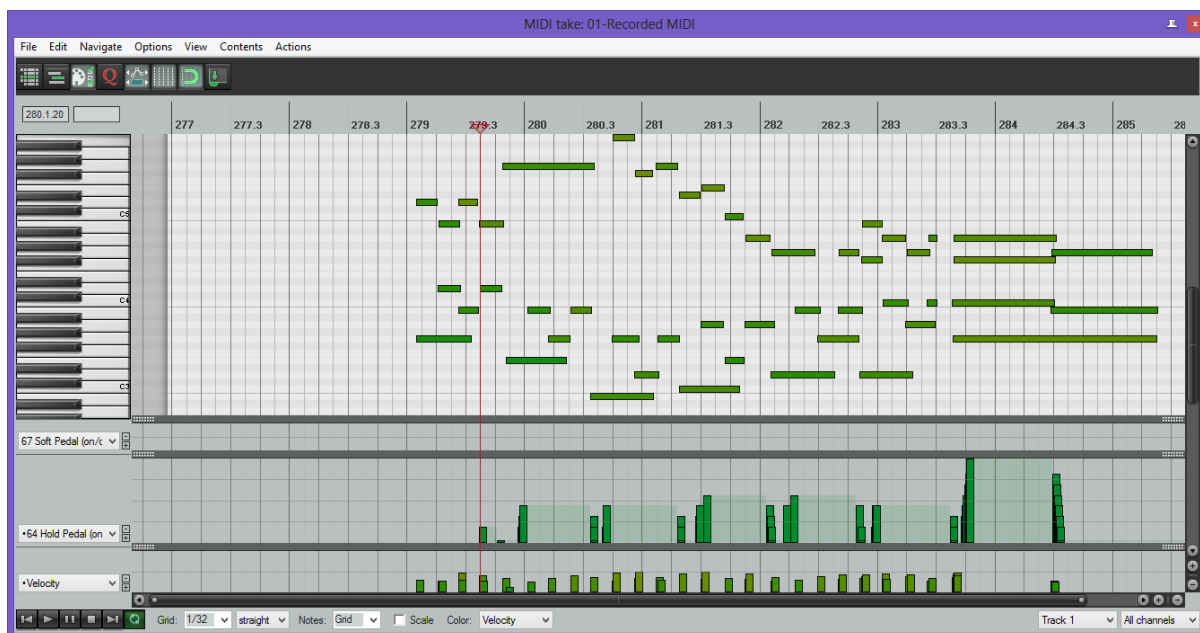 MIDI take: 01-Recorded MIDI
x
File Edit Navigate Options View Contents Actions
Q
280.1.20
277 277.3 278 278.3 279 279.3 280 280.3 281 281.3 282 282.3 283 283.3 284 284.3 285 28
C5
C4
C3
67 Soft Pedal (on/c
•64 Hold Pedal (on
•Velocity
Grid: 1/32 straight Notes: Grid Scale Color: Velocity Track 1 All channels